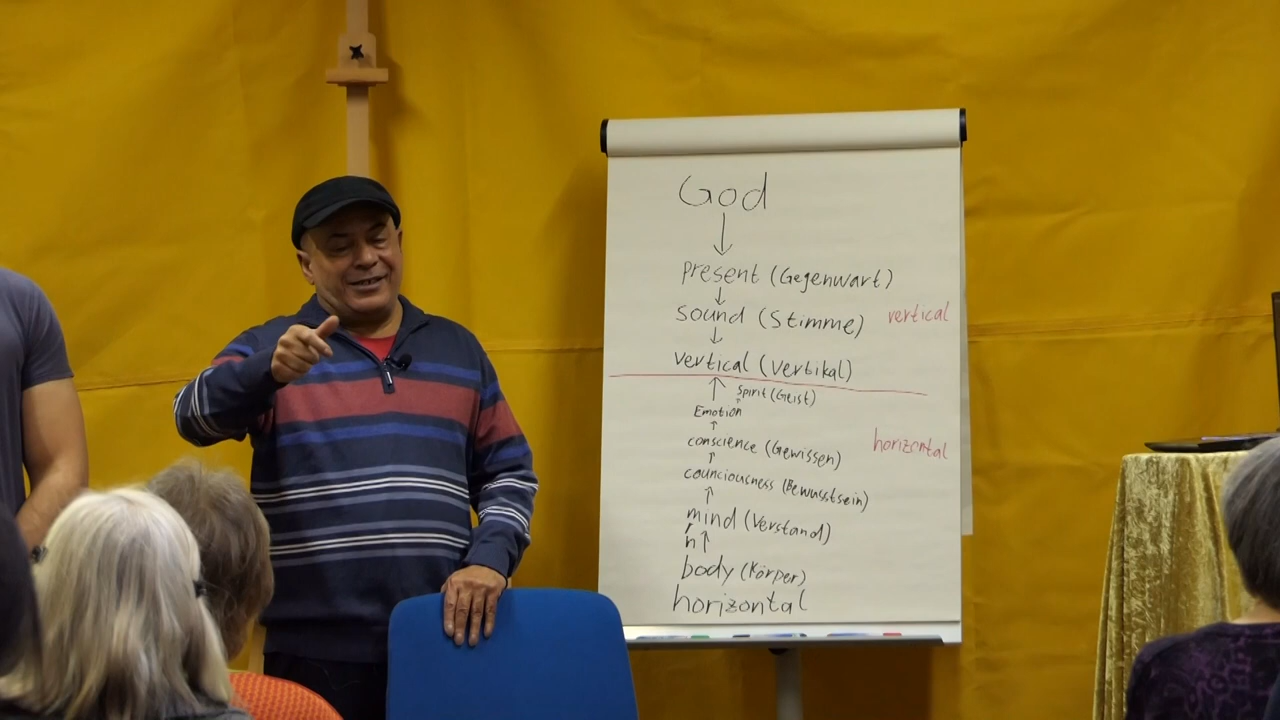 God
present (Gegenwart)
sound (Stimme)
vertical
vertical (Vertikal)
spirit (Geist)
Emotion
conscience (Gewissen)
horizontal
counciousness (Bewusstsein)
mind (Verstand)
h
body (Körper)
horizontal